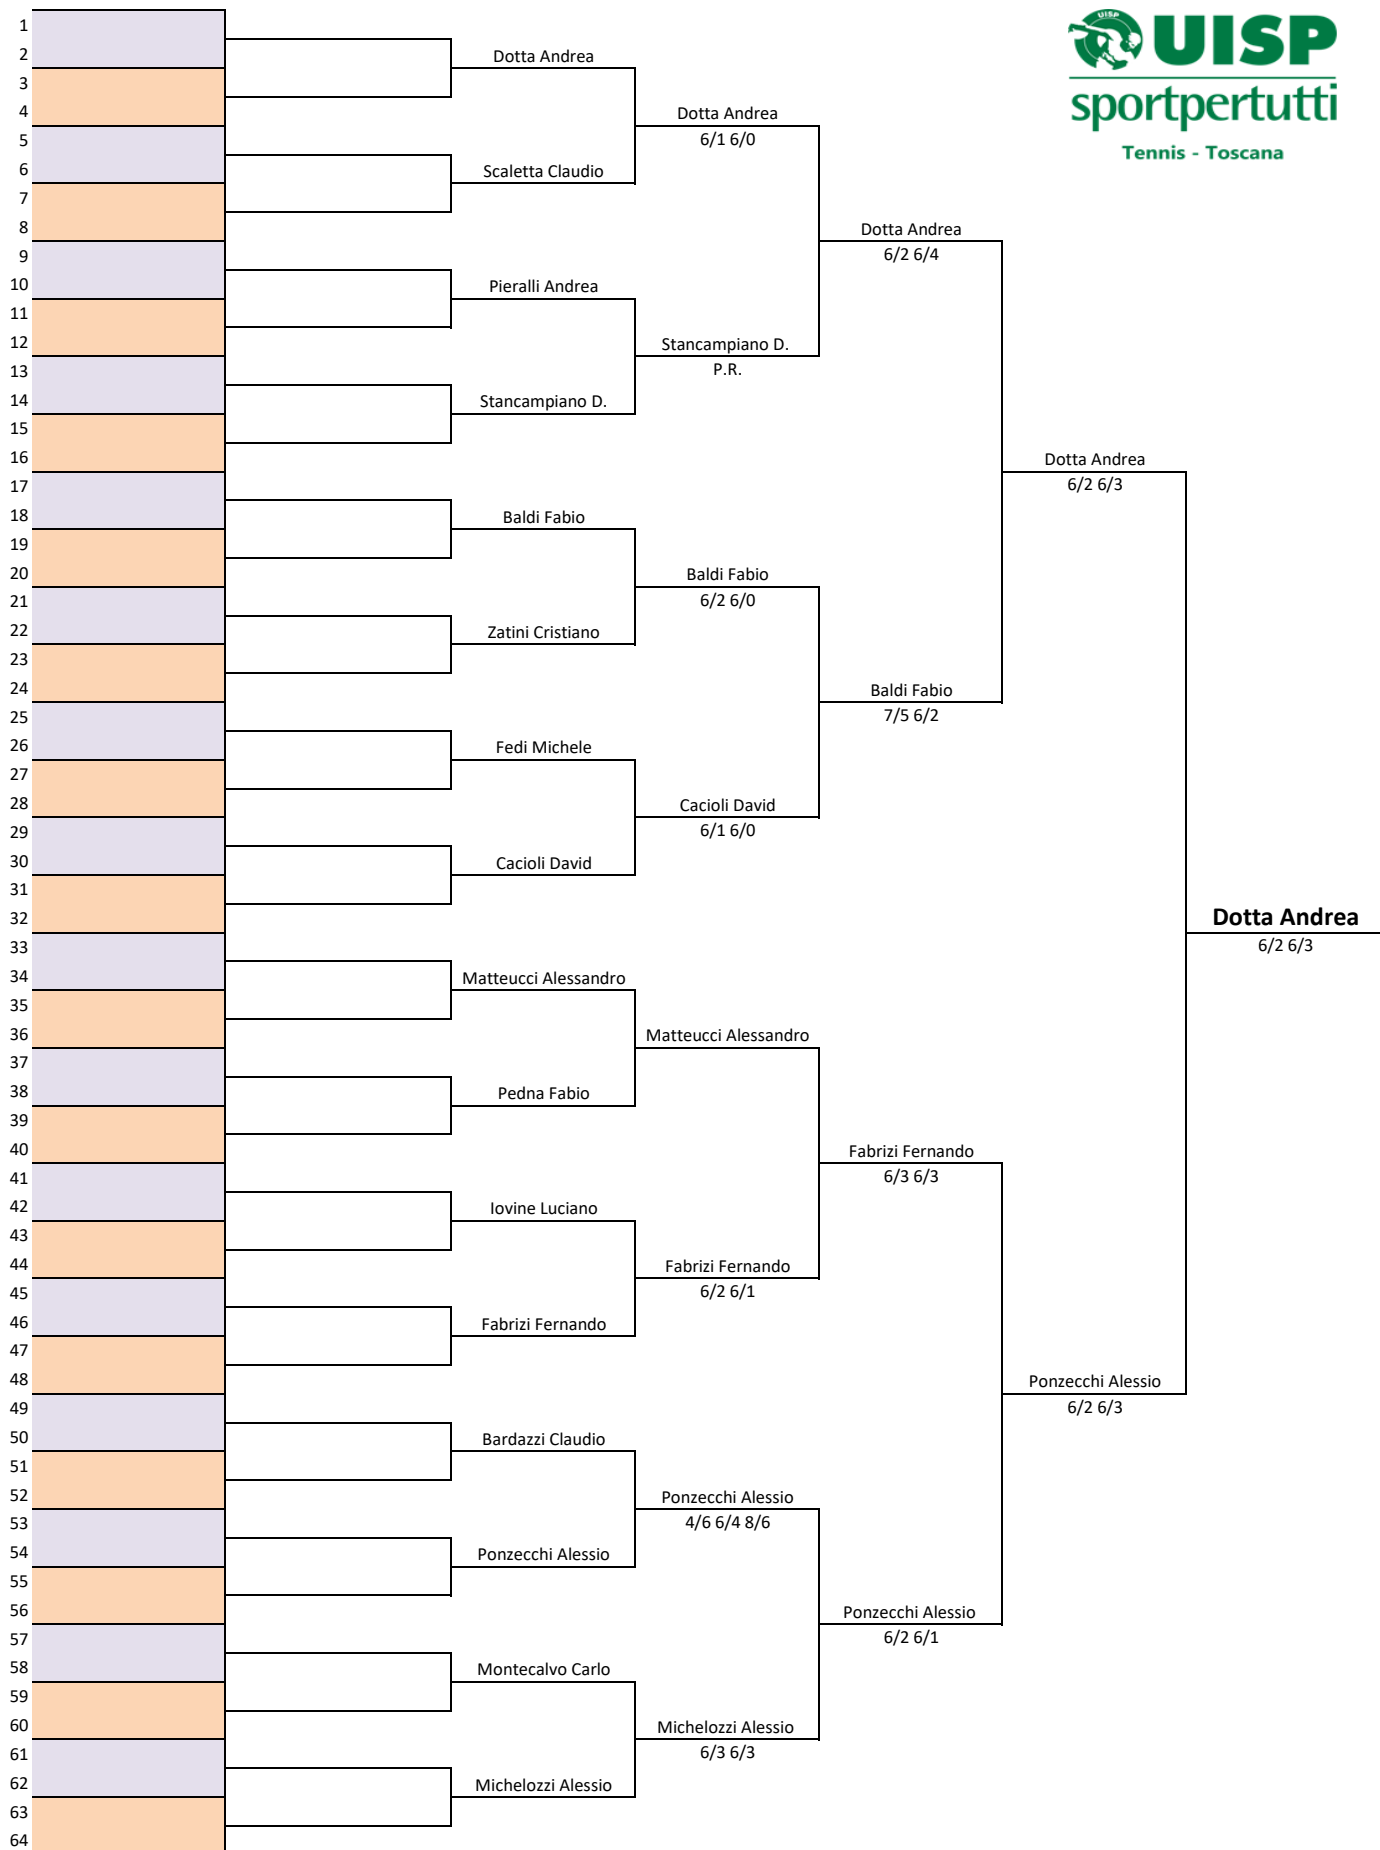 UISP
UISP
sportpertutti
Tennis - Toscana
1
2
3
4
5
6
7
8
9
10
11
12
13
14
15
16
17
18
19
20
21
22
23
24
25
26
27
28
29
30
31
32
33
34
35
36
37
38
39
40
41
42
43
44
45
46
47
48
49
50
51
52
53
54
55
56
57
58
59
60
61
62
63
64
Dotta Andrea
Scaletta Claudio
Pieralli Andrea
Stancampiano D.
Baldi Fabio
Zatini Cristiano
Fedi Michele
Cacioli David
Matteucci Alessandro
Pedna Fabio
Iovine Luciano
Fabrizi Fernando
Bardazzi Claudio
Ponzecchi Alessio
Montecalvo Carlo
Michelozzi Alessio
Dotta Andrea
6/1 6/0
Stancampiano D.
P.R.
Baldi Fabio
6/2 6/0
Cacioli David
6/1 6/0
Matteucci Alessandro
Fabrizi Fernando
6/2 6/1
Ponzecchi Alessio
4/6 6/4 8/6
Michelozzi Alessio
6/3 6/3
Dotta Andrea
6/2 6/4
Baldi Fabio
7/5 6/2
Fabrizi Fernando
6/3 6/3
Ponzecchi Alessio
6/2 6/1
Dotta Andrea
6/2 6/3
Ponzecchi Alessio
6/2 6/3
Dotta Andrea
6/2 6/3